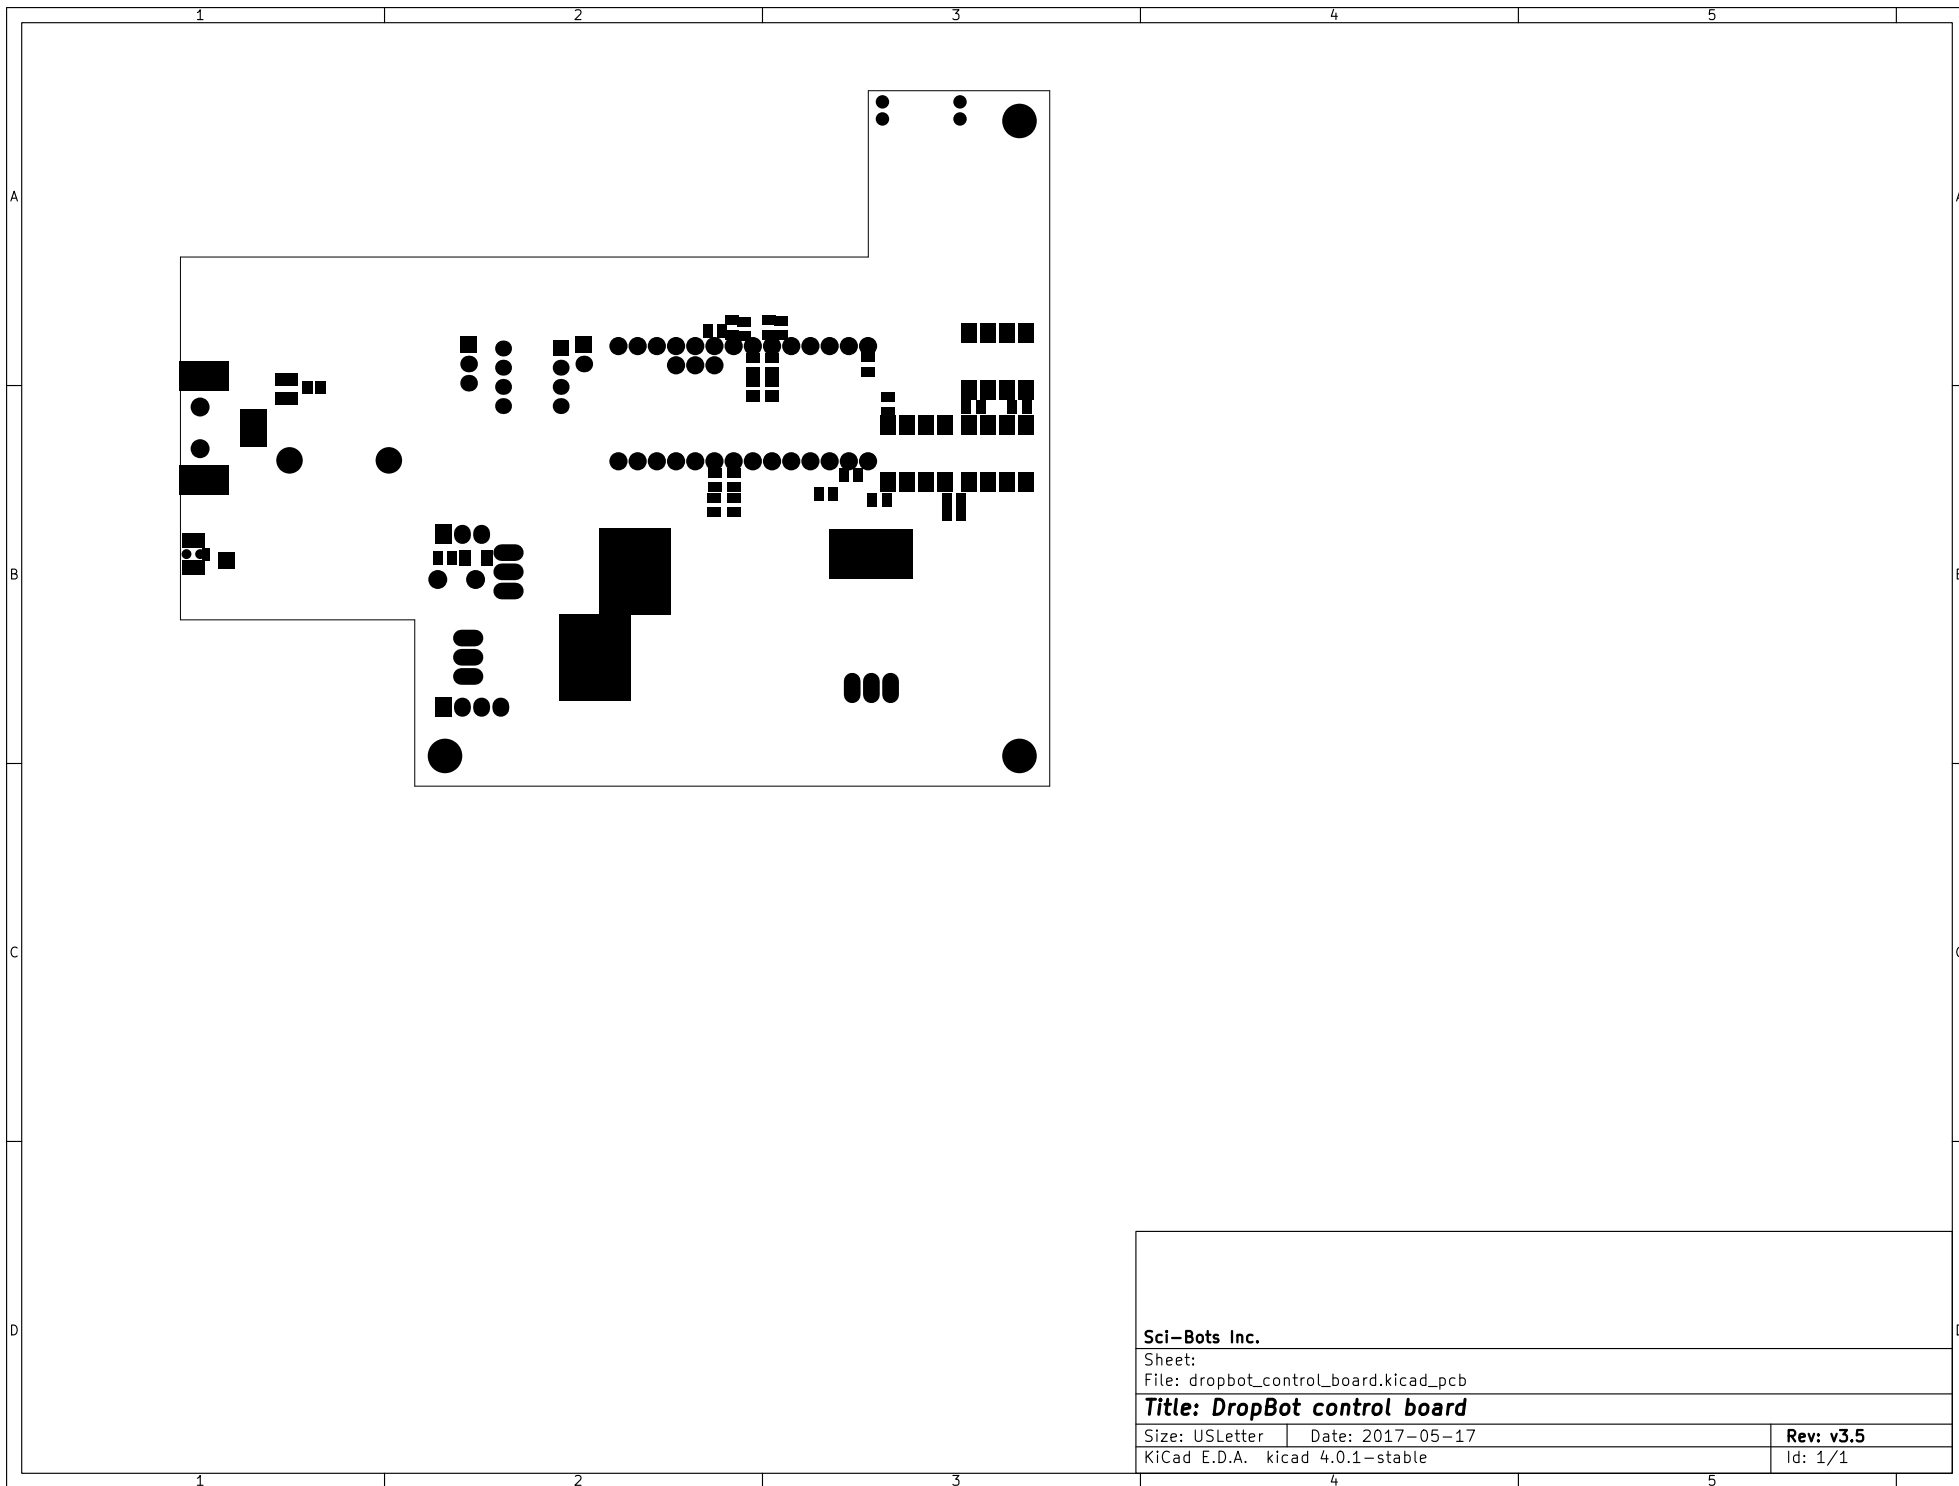 1 2 3 4 5
A A
B B
C C
D D
Sci-Bots Inc.
Sheet:
File: dropbot_control_board.kicad_pcb
Title: DropBot control board
Size: USLetter Date: 2017-05-17 Rev: v3.5
KiCad E.D.A. kicad 4.0.1-stable Id: 1/1
1 2 3 4 5